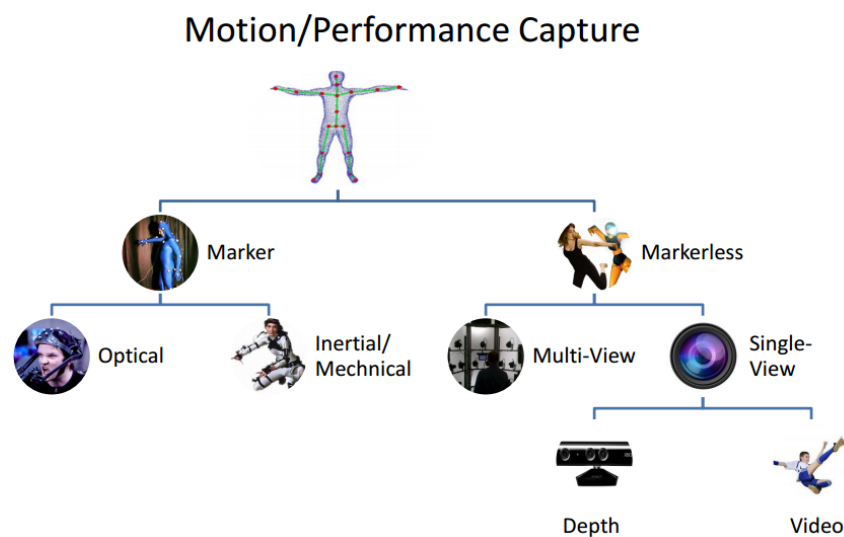 Motion/Performance Capture
Marker
Markerless
Optical
Inertial/
Mechnical
Multi-View
Single-
View
Depth
Video